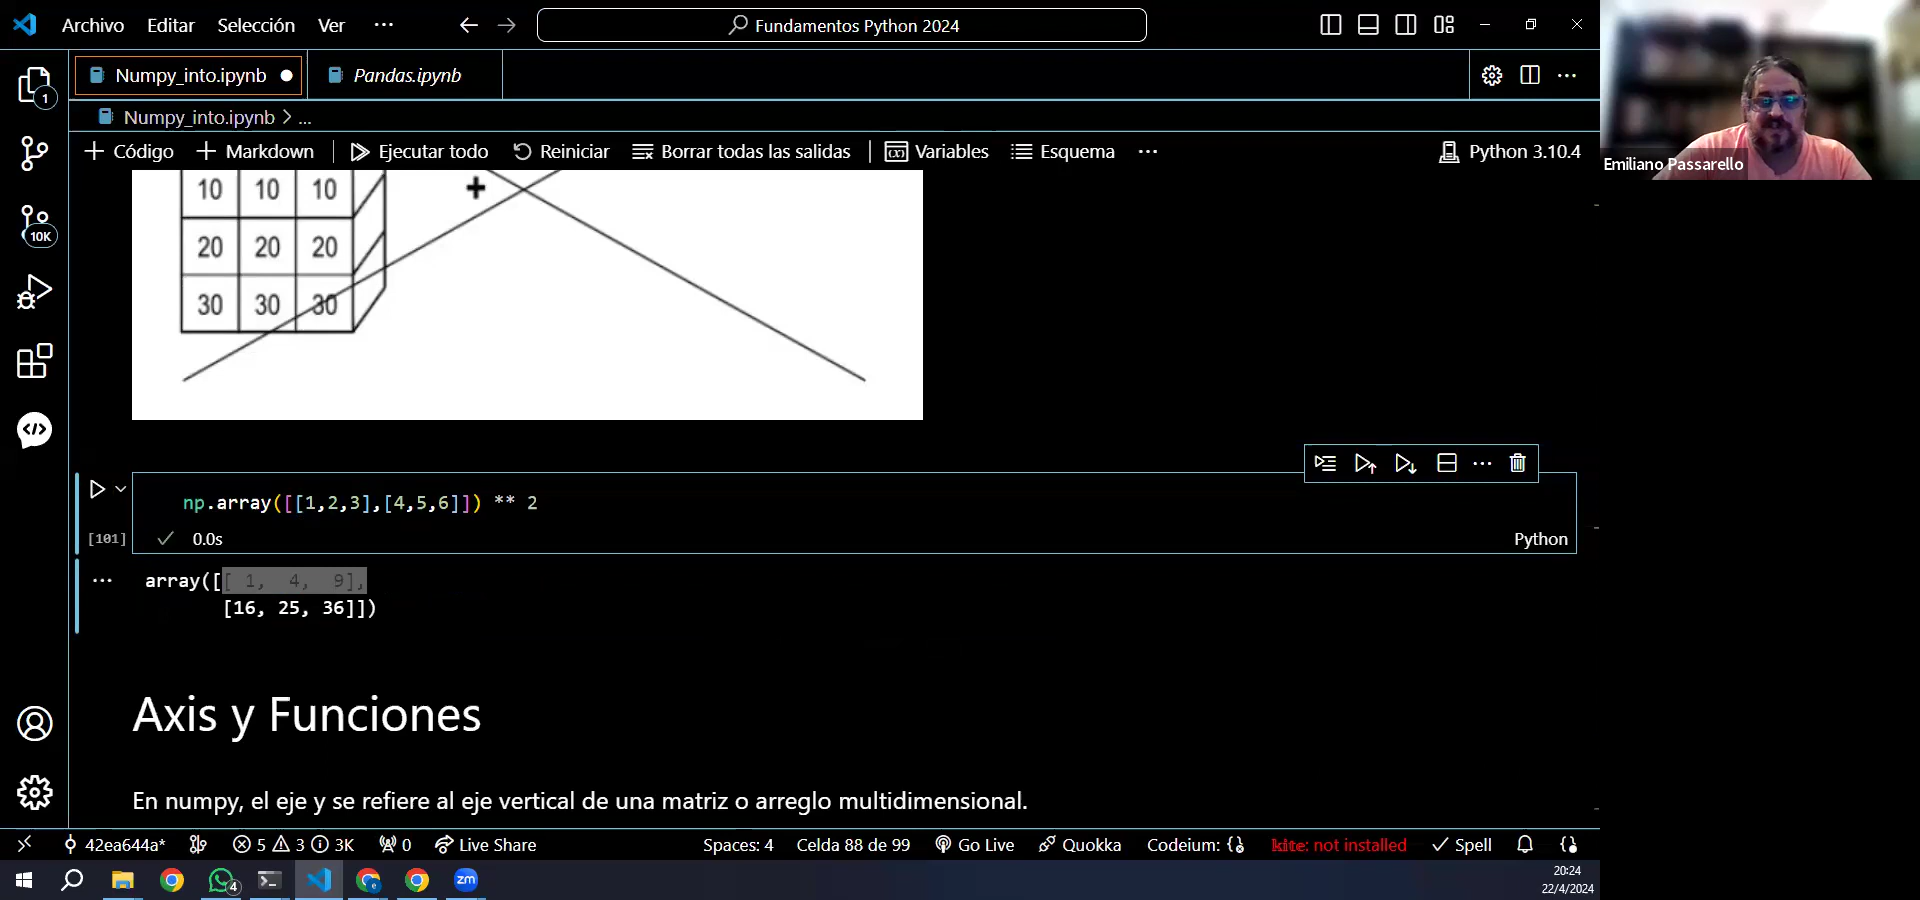 Archivo Editar Selección Ver ··· Fundamentos Python 2024
Numpy_into.ipynb Pandas.ipynb
1
Numpy_into.ipynb > ...
+ Código + Markdown Ejecutar todo Reiniciar Borrar todas las salidas Variables Esquema ··· Python 3.10.4
Emiliano Passarello
10 10 10 +
20 20 20
30 30 30
10K
np.array([[1,2,3],[4,5,6]]) ** 2
[101] 0.0s Python
array([[ 1, 4, 9],
[16, 25, 36]])
Axis y Funciones
En numpy, el eje y se refiere al eje vertical de una matriz o arreglo multidimensional.
42ea644a* 5 3 3K 0 Live Share Spaces: 4 Celda 88 de 99 Go Live Quokka Codeium: {} kite: not installed Spell
4 zm 20:24
22/4/2024